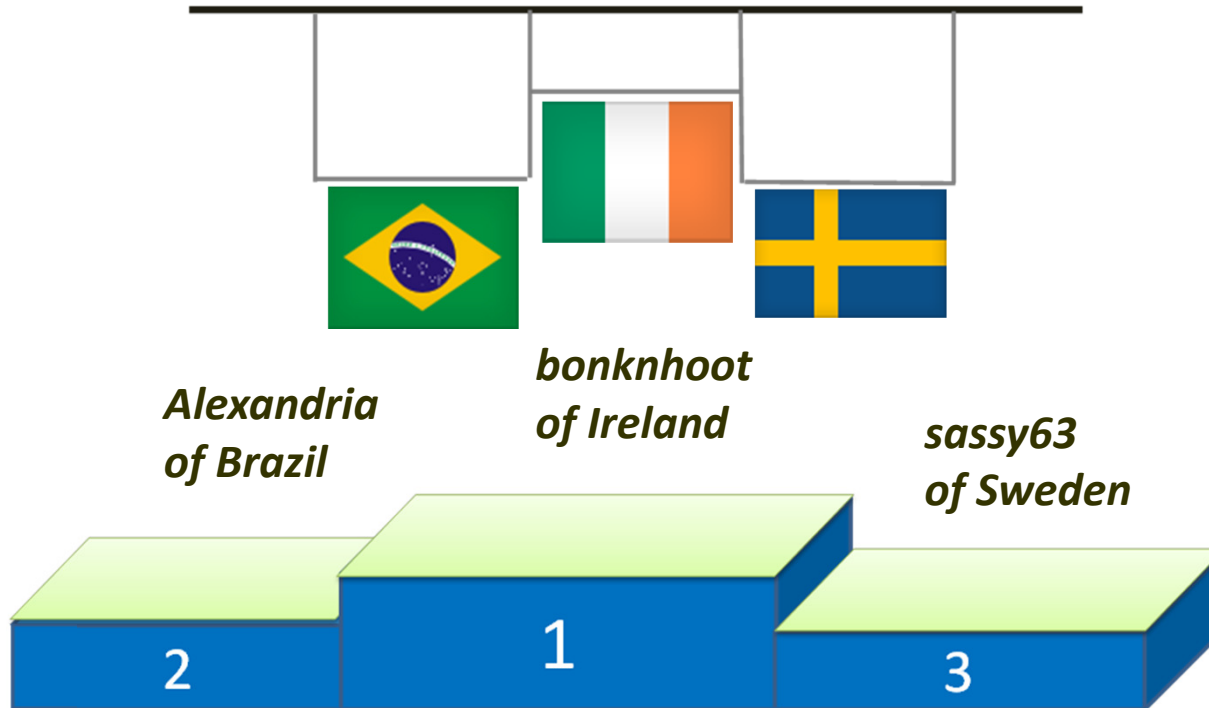 Alexandria
of Brazil
bonknhoot
of Ireland
sassy63
of Sweden
2
1
3